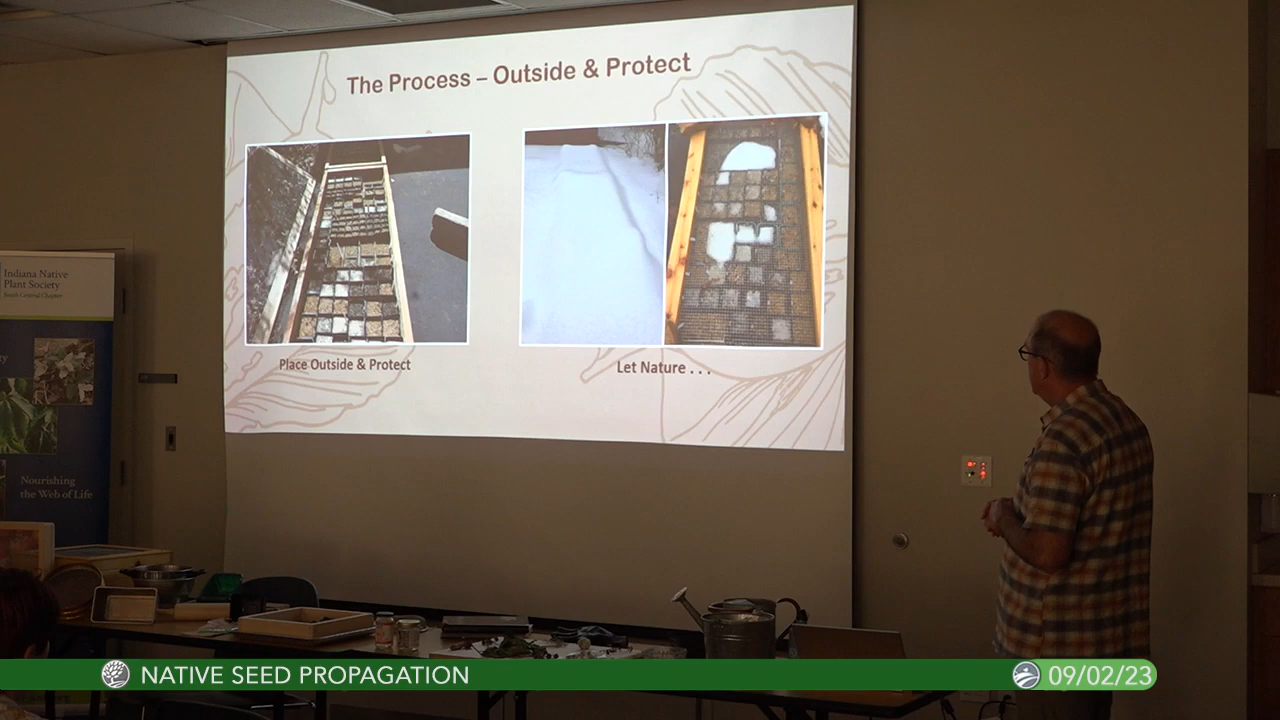 The Process – Outside & Protect
Place Outside & Protect
Let Nature . . .
Indiana Native
Plant Society
South Central Chapter
Nourishing
the Web of Life
NATIVE SEED PROPAGATION
09/02/23